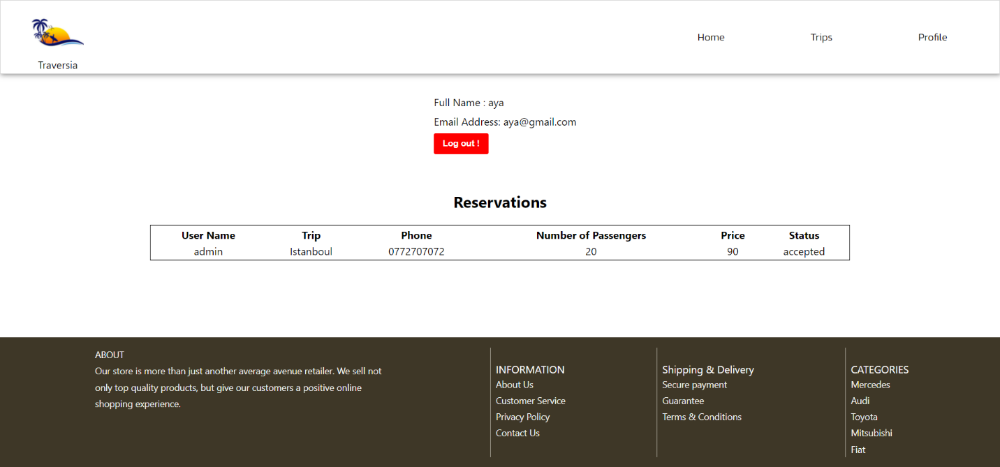 Traversia
Home Trips Profile
Full Name : aya
Email Address: aya@gmail.com
Log out !
Reservations
User Name Trip Phone Number of Passengers Price Status
admin Istanboul 0772707072 20 90 accepted
ABOUT
Our store is more than just another average avenue retailer. We sell not
only top quality products, but give our customers a positive online
shopping experience.
INFORMATION
About Us
Customer Service
Privacy Policy
Contact Us
Shipping & Delivery
Secure payment
Guarantee
Terms & Conditions
CATEGORIES
Mercedes
Audi
Toyota
Mitsubishi
Fiat